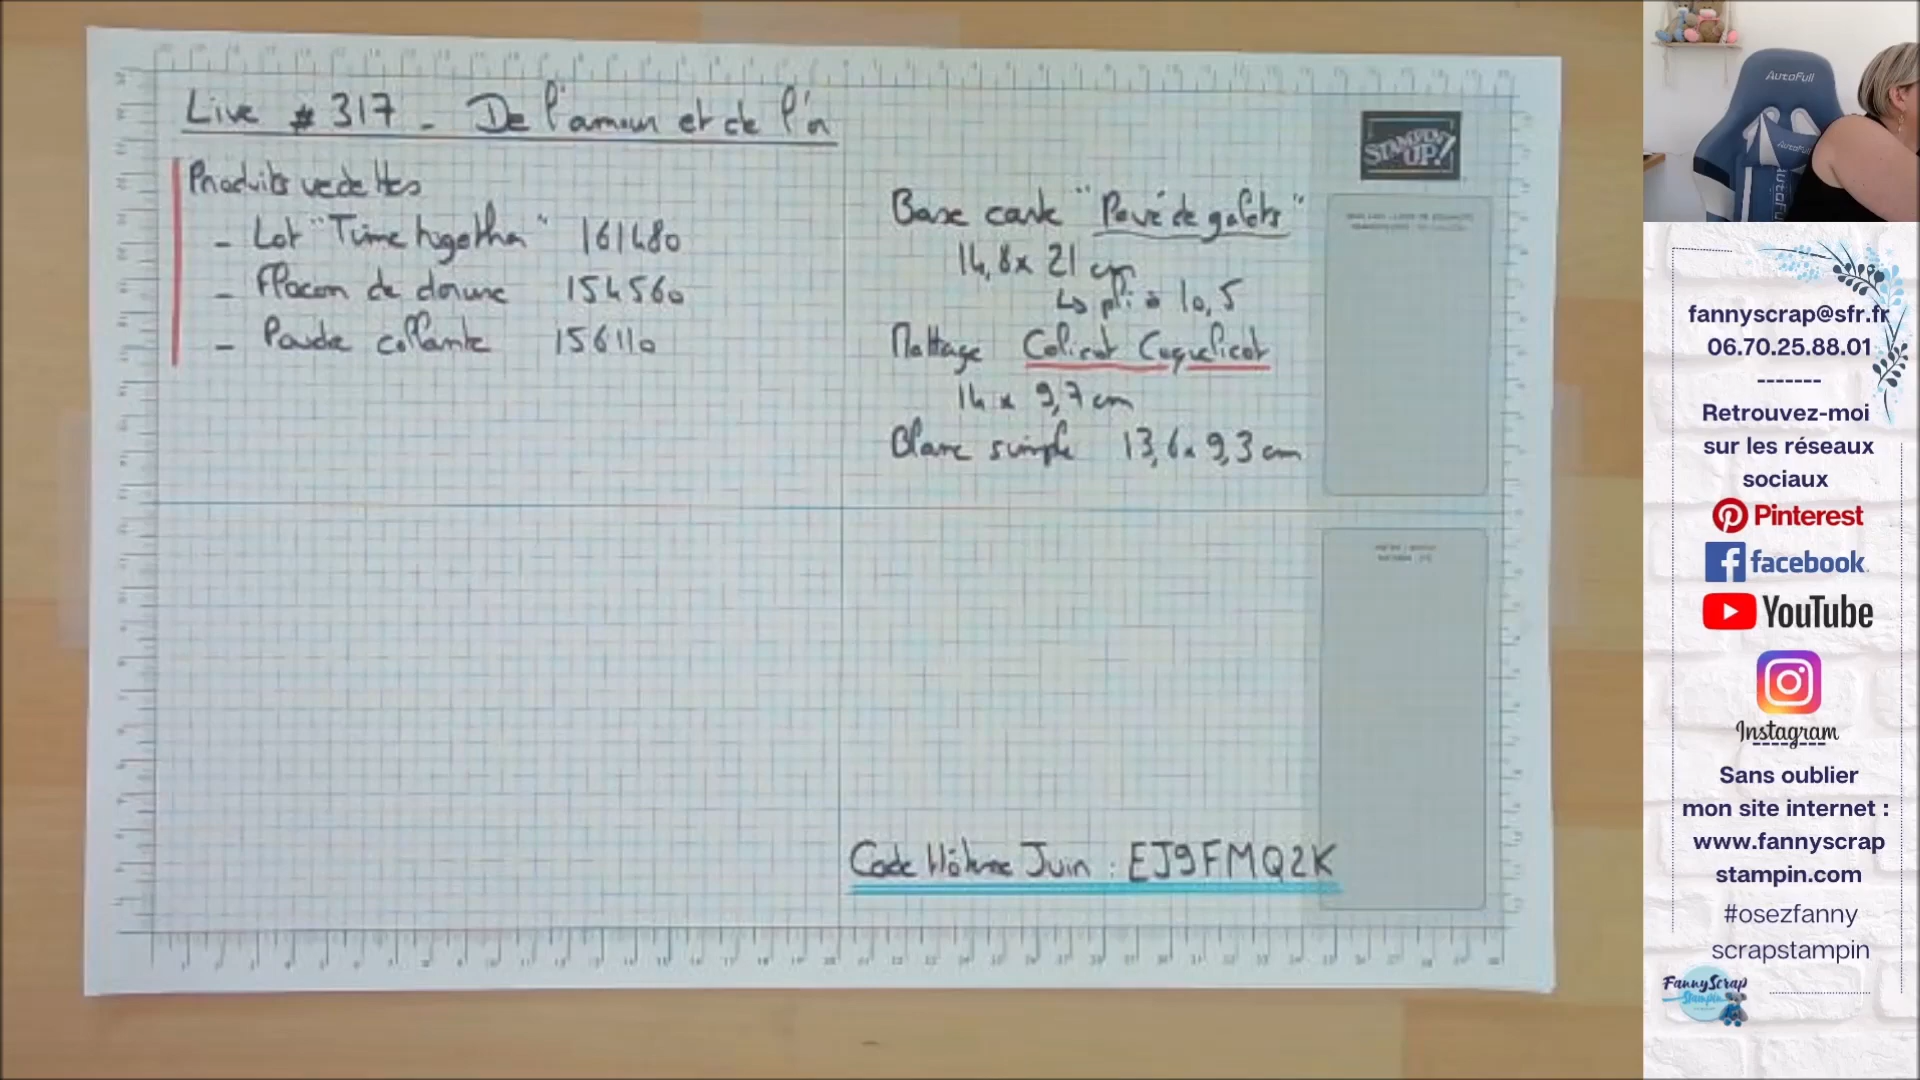 Live # 317 - De l'amour et de l'or
Produits vedettes
- Lot "Time together" 161480
- Flacon de dorure 154560
- Poudre collante 156110
STAMPIN' UP!
Base carte "Pavé de galets"
14,8 x 21 cm
↳ pli à 10,5
Mattage Calicot Coquelicot
14 x 9,7 cm
Blanc simple 13,6 x 9,3 cm
Code Hôtesse Juin : EJ9FMQ2K
AutoFull
fannyscrap@sfr.fr
06.70.25.88.01
-------
Retrouvez-moi
sur les réseaux
sociaux
Pinterest
facebook.
YouTube
Instagram
-------
Sans oublier
mon site internet :
www.fannyscrap
stampin.com
#osezfanny
scrapstampin
FannyScrap
Stampin